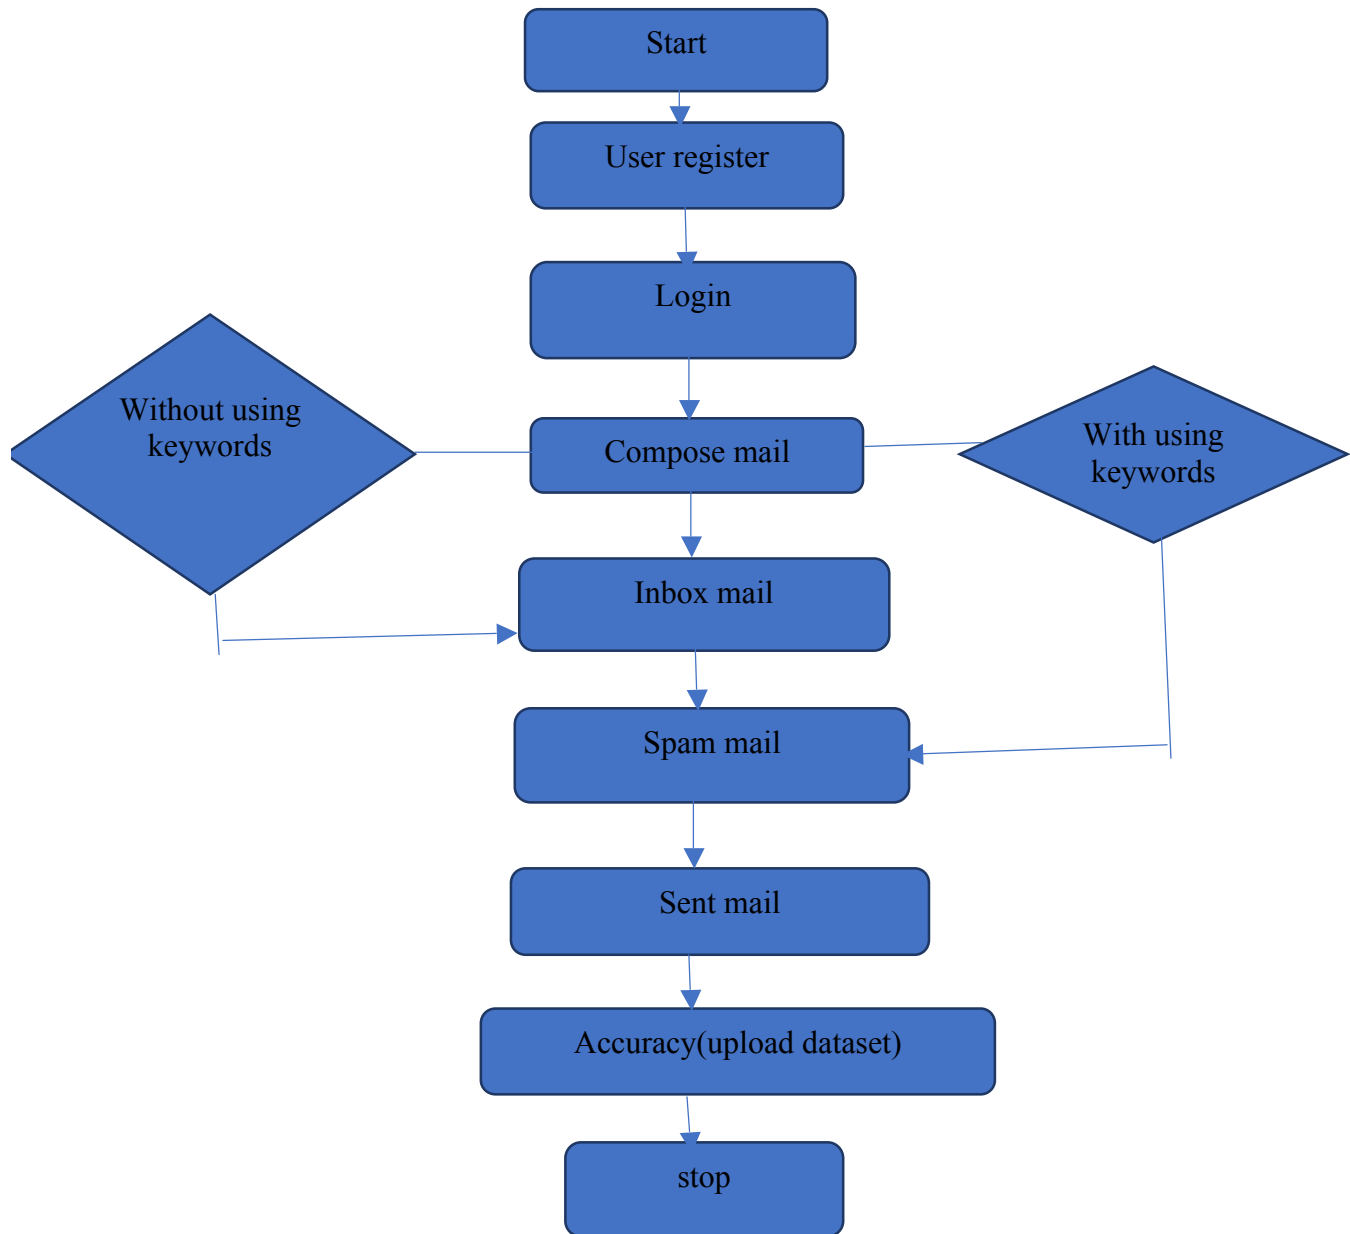 Start
User register
Login
Without using
keywords
Compose mail
With using
keywords
Inbox mail
Spam mail
Sent mail
Accuracy(upload dataset)
stop